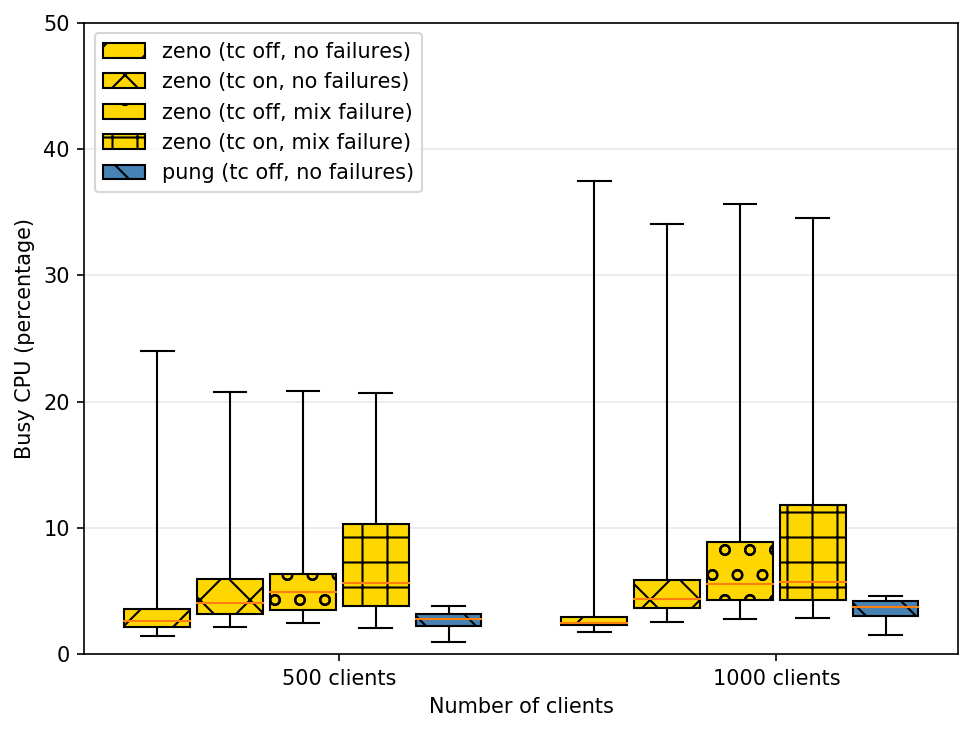 50
40
30
20
10
0
Busy CPU (percentage)
zeno (tc off, no failures)
zeno (tc on, no failures)
zeno (tc off, mix failure)
zeno (tc on, mix failure)
pung (tc off, no failures)
500 clients
1000 clients
Number of clients